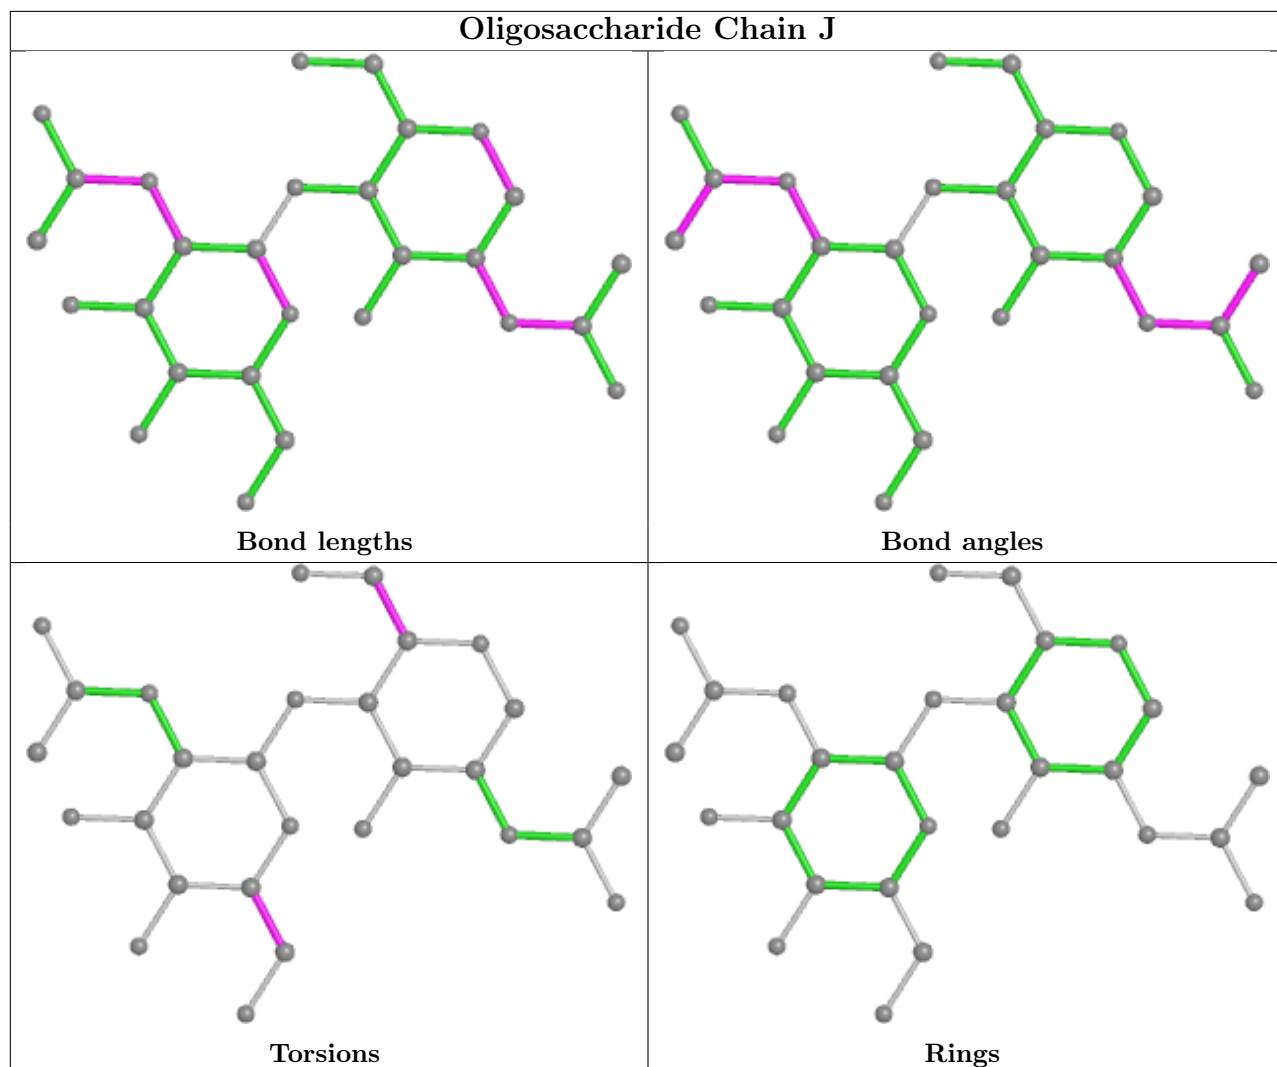 Oligosaccharide Chain J
Bond lengths
Bond angles
Torsions
Rings